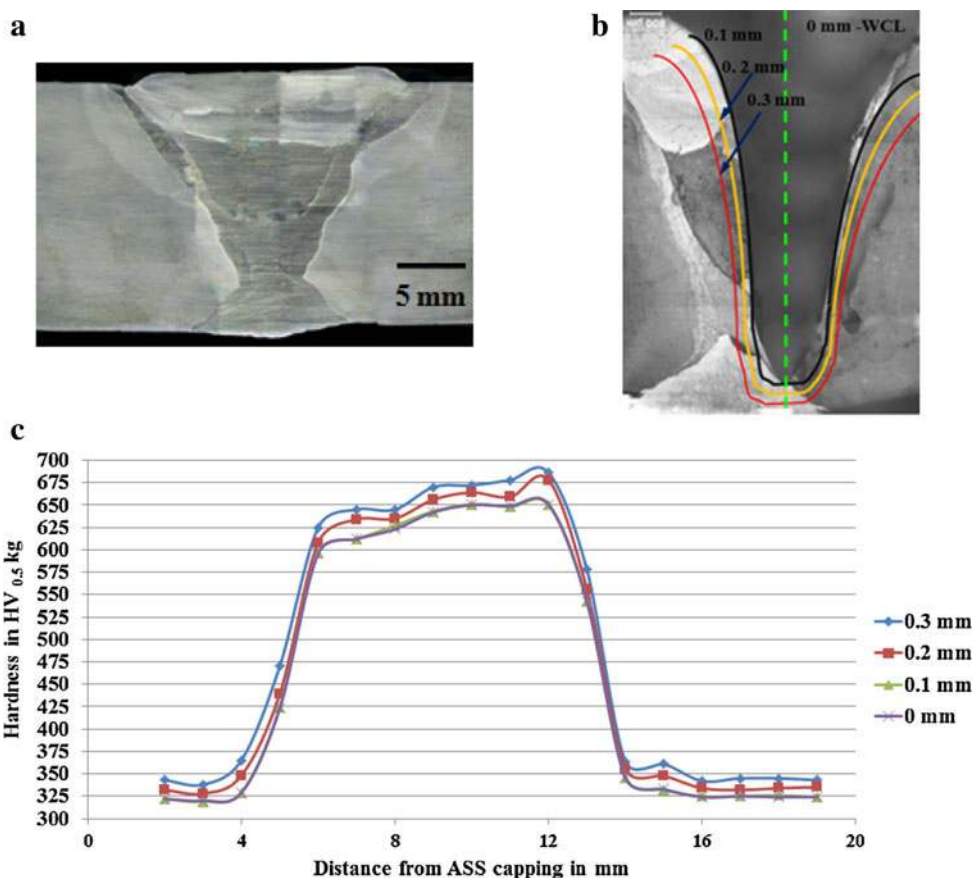 a
5 mm
b
0 mm -WCL
0.1 mm
0. 2 mm
0.3 mm
c
Hardness in HV 0.5 kg
700
675
650
625
600
575
550
525
500
475
450
425
400
375
350
325
300
0 4 8 12 16 20
Distance from ASS capping in mm
0.3 mm
0.2 mm
0.1 mm
0 mm